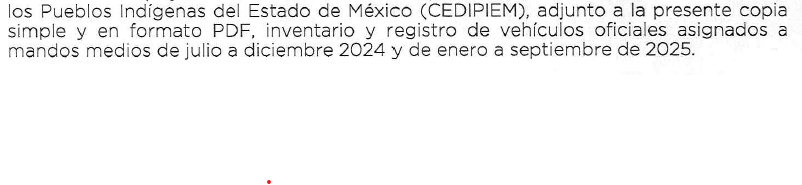 los Pueblos Indígenas del Estado de México (CEDIPIEM), adjunto a la presente copia
simple y en formato PDF, inventario y registro de vehículos oficiales asignados a
mandos medios de julio a diciembre 2024 y de enero a septiembre de 2025.